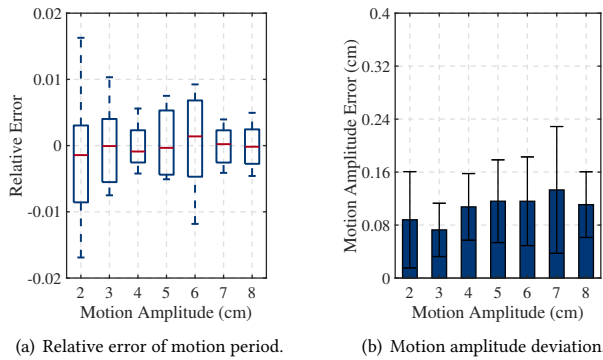 0.02
0.01
0
-0.01
-0.02
Relative Error
2 3 4 5 6 7 8
Motion Amplitude (cm)
(a) Relative error of motion period.
0.4
0.32
0.24
0.16
0.08
0
Motion Amplitude Error (cm)
2 3 4 5 6 7 8
Motion Amplitude (cm)
(b) Motion amplitude deviation